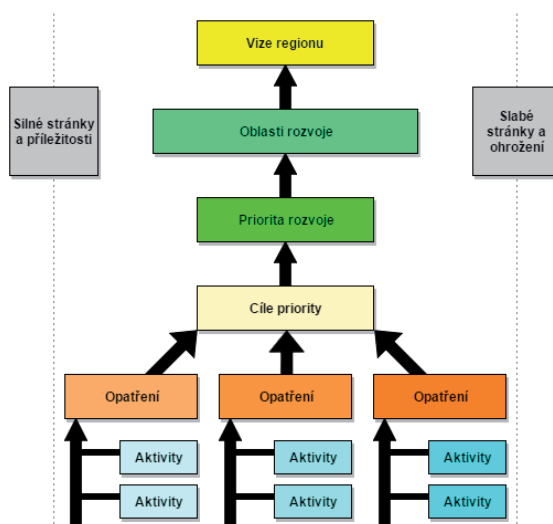 Vize regionu
Silné stránky
a příležitosti
Oblasti rozvoje
Slabé
stránky a
ohrožení
Priorita rozvoje
Cíle priority
Opatření
Opatření
Opatření
Aktivity
Aktivity
Aktivity
Aktivity
Aktivity
Aktivity